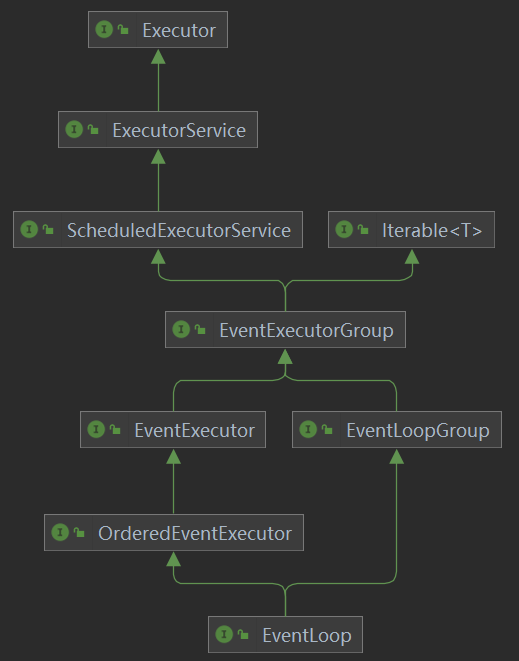 I Executor
I ExecutorService
I ScheduledExecutorService
I Iterable<T>
I EventExecutorGroup
I EventExecutor
I EventLoopGroup
I OrderedEventExecutor
I EventLoop